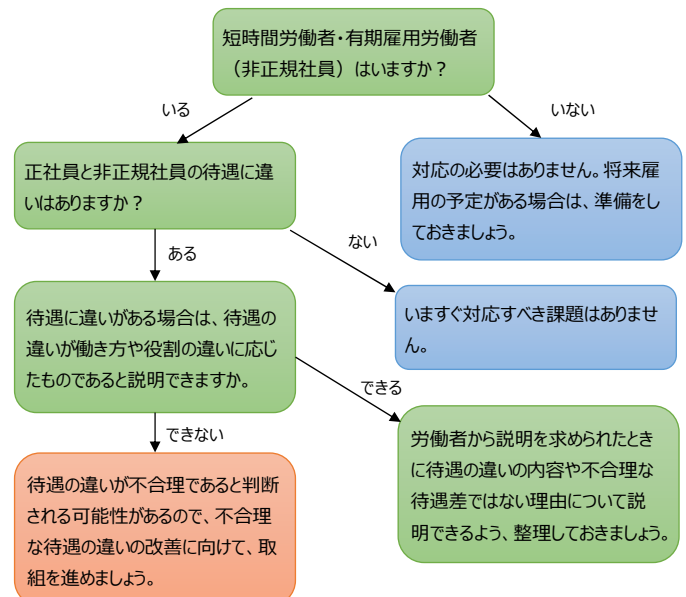 短時間労働者・有期雇用労働者
（非正規社員）はいますか？
いる
いない
正社員と非正規社員の待遇に違
いはありますか？
対応の必要はありません。将来雇
用の予定がある場合は、準備をし
ておきましょう。
ある
ない
待遇に違いがある場合は、待遇の
違いが働き方や役割の違いに応じ
たものであると説明できますか。
いますぐ対応すべき課題はありませ
ん。
できる
できない
労働者から説明を求められたとき
に待遇の違いの内容や不合理な
待遇差ではない理由について説
明できるよう、整理しておきましょう。
待遇の違いが不合理であると判断
される可能性があるので、不合理
な待遇の違いの改善に向けて、取
組を進めましょう。